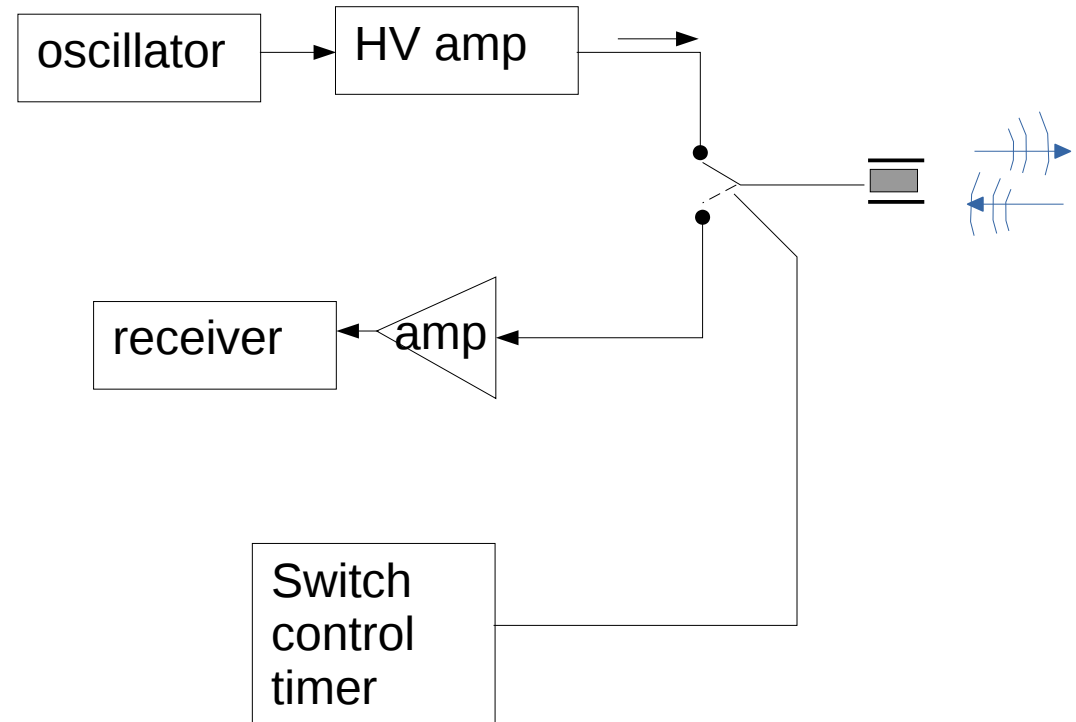 oscillator
HV amp
receiver
amp
Switch
control
timer